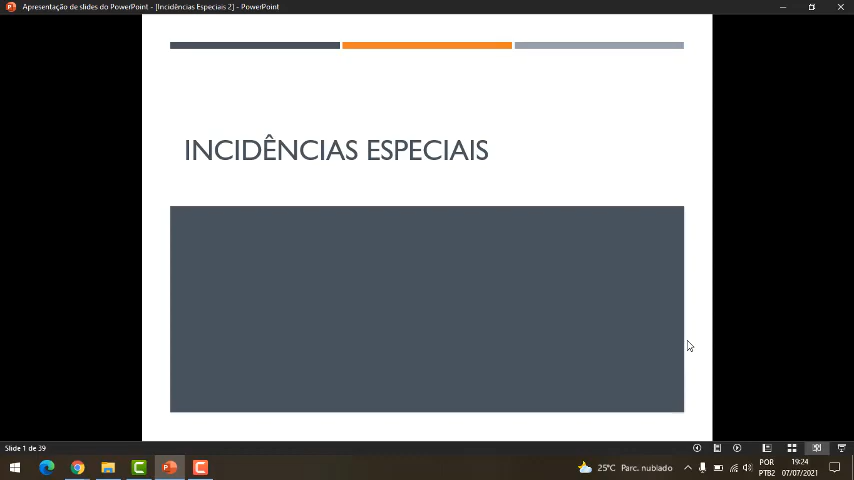 Apresentação de slides do PowerPoint - [Incidências Especiais 2] - PowerPoint
INCIDÊNCIAS ESPECIAIS
Slide 1 de 39
25°C Parc. nublado
POR
PTB2
19:24
07/07/2021